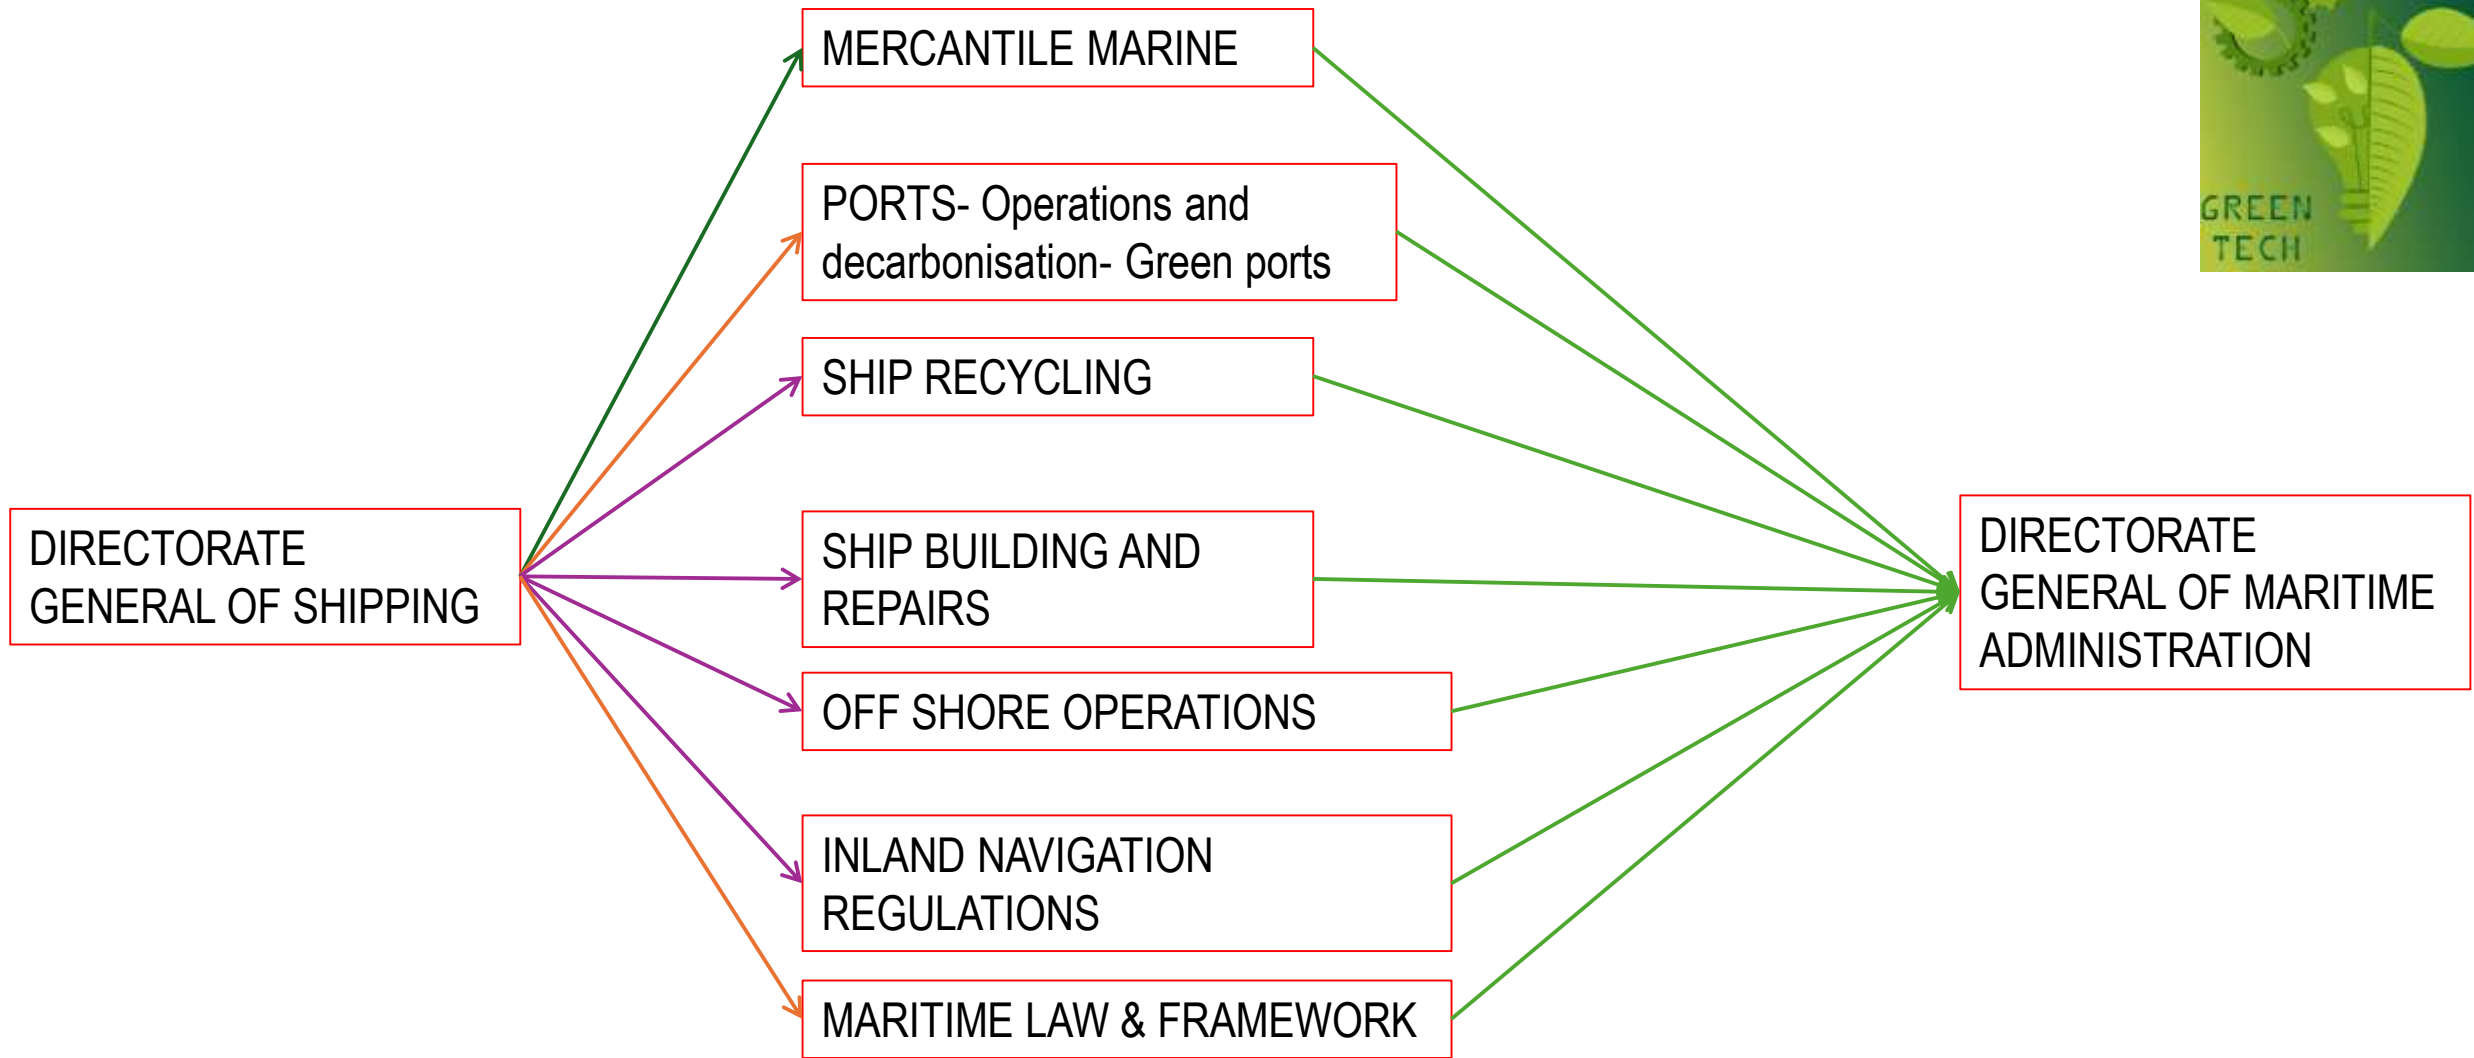 MERCANTILE MARINE
PORTS- Operations and
decarbonisation- Green ports
SHIP RECYCLING
DIRECTORATE
GENERAL OF SHIPPING
SHIP BUILDING AND
REPAIRS
OFF SHORE OPERATIONS
INLAND NAVIGATION
REGULATIONS
MARITIME LAW & FRAMEWORK
DIRECTORATE
GENERAL OF MARITIME
ADMINISTRATION
GREEN
TECH